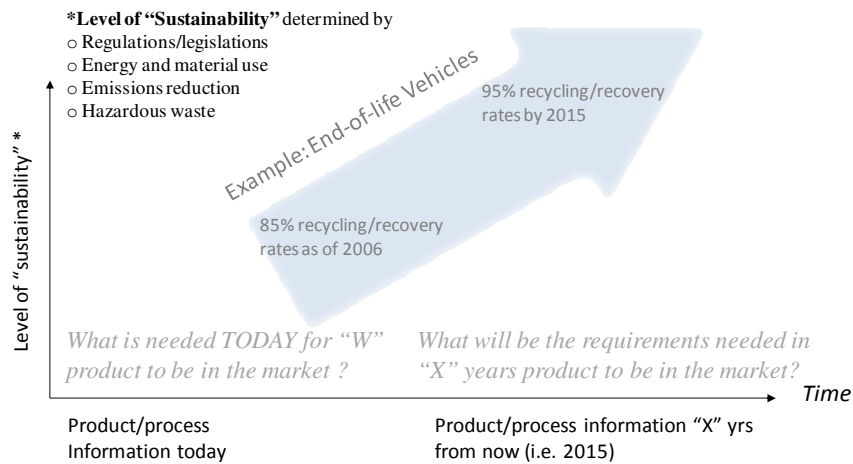 *Level of “Sustainability” determined by
o Regulations/legislations
o Energy and material use
o Emissions reduction
o Hazardous waste
Level of “sustainability” *
Example: End-of-life Vehicles
95% recycling/recovery
rates by 2015
85% recycling/recovery
rates as of 2006
What is needed TODAY for “W”
product to be in the market ?
What will be the requirements needed in
“X” years product to be in the market?
Time
Product/process
Information today
Product/process information “X” yrs
from now (i.e. 2015)